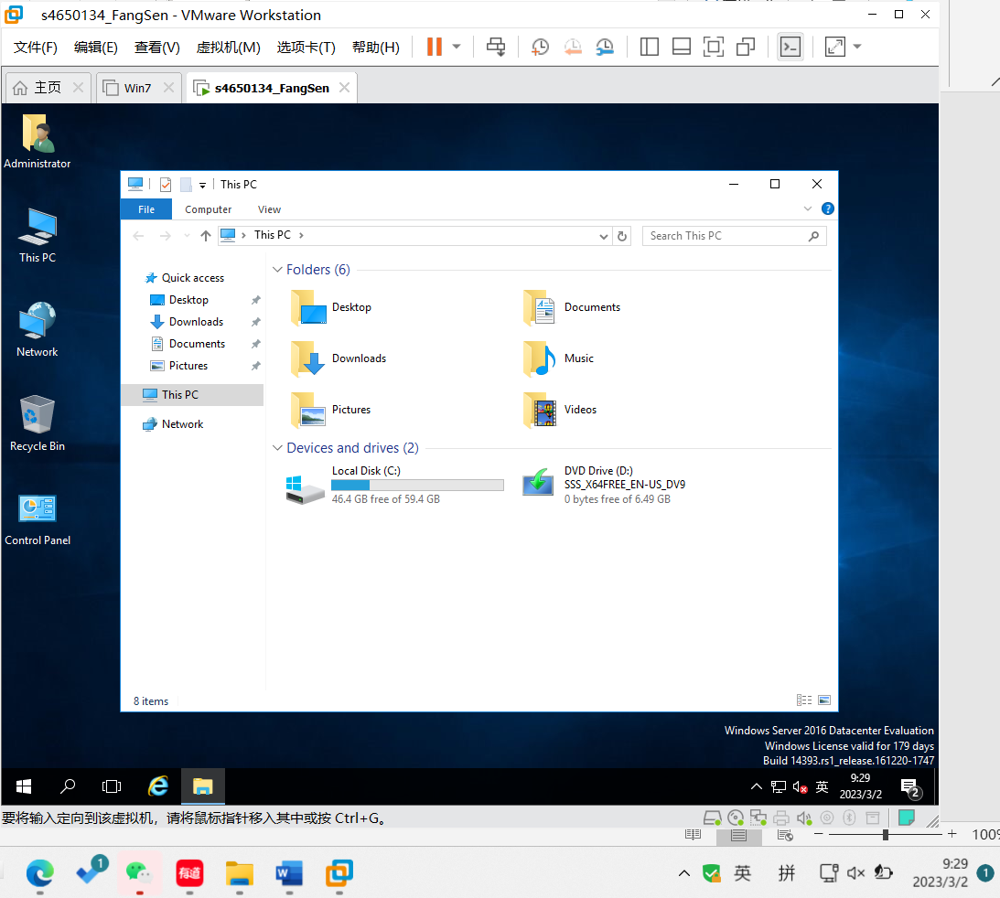 s4650134_FangSen - VMware Workstation
文件(F) 编辑(E) 查看(V) 虚拟机(M) 选项卡(T) 帮助(H)
主页 Win7 s4650134_FangSen
Administrator
This PC
Network
Recycle Bin
Control Panel
This PC
File Computer View
This PC
Search This PC
Quick access
Desktop
Downloads
Documents
Pictures
This PC
Network
Folders (6)
Desktop
Documents
Downloads
Music
Pictures
Videos
Devices and drives (2)
Local Disk (C:)
46.4 GB free of 59.4 GB
DVD Drive (D:)
SSS_X64FREE_EN-US_DV9
0 bytes free of 6.49 GB
8 items
Windows Server 2016 Datacenter Evaluation
Windows License valid for 179 days
Build 14393.rs1_release.161220-1747
英
9:29
2023/3/2
2
要将输入定向到该虚拟机，请将鼠标指针移入其中或按 Ctrl+G。
100%
1
有道
W
英
拼
9:29
2023/3/2
1